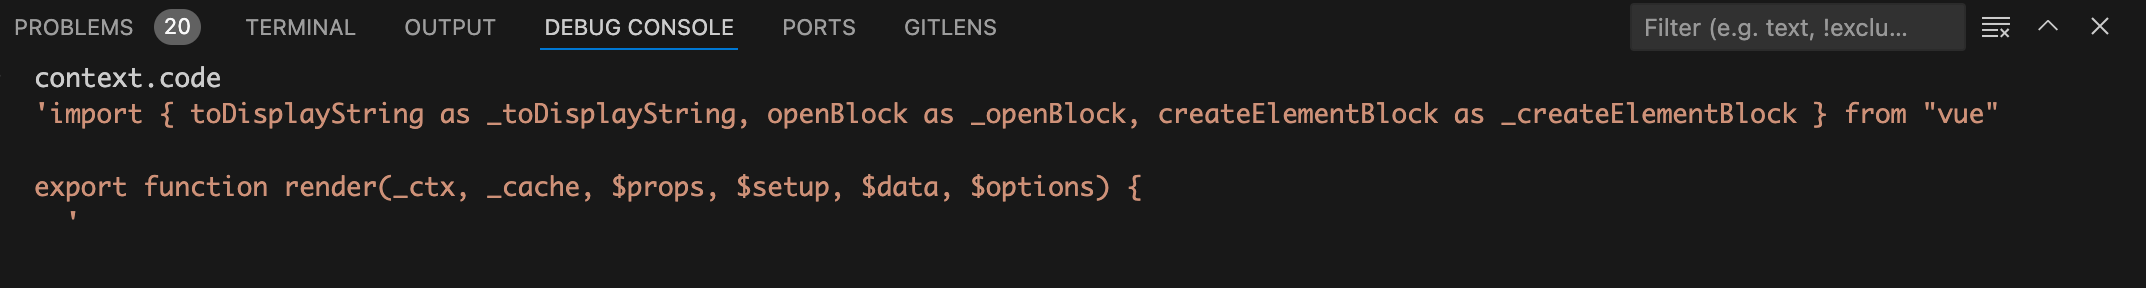 PROBLEMS 20 TERMINAL OUTPUT DEBUG CONSOLE PORTS GITLENS Filter (e.g. text, !exclu...
context.code
'import { toDisplayString as _toDisplayString, openBlock as _openBlock, createElementBlock as _createElementBlock } from "vue"
export function render(_ctx, _cache, $props, $setup, $data, $options) {
'